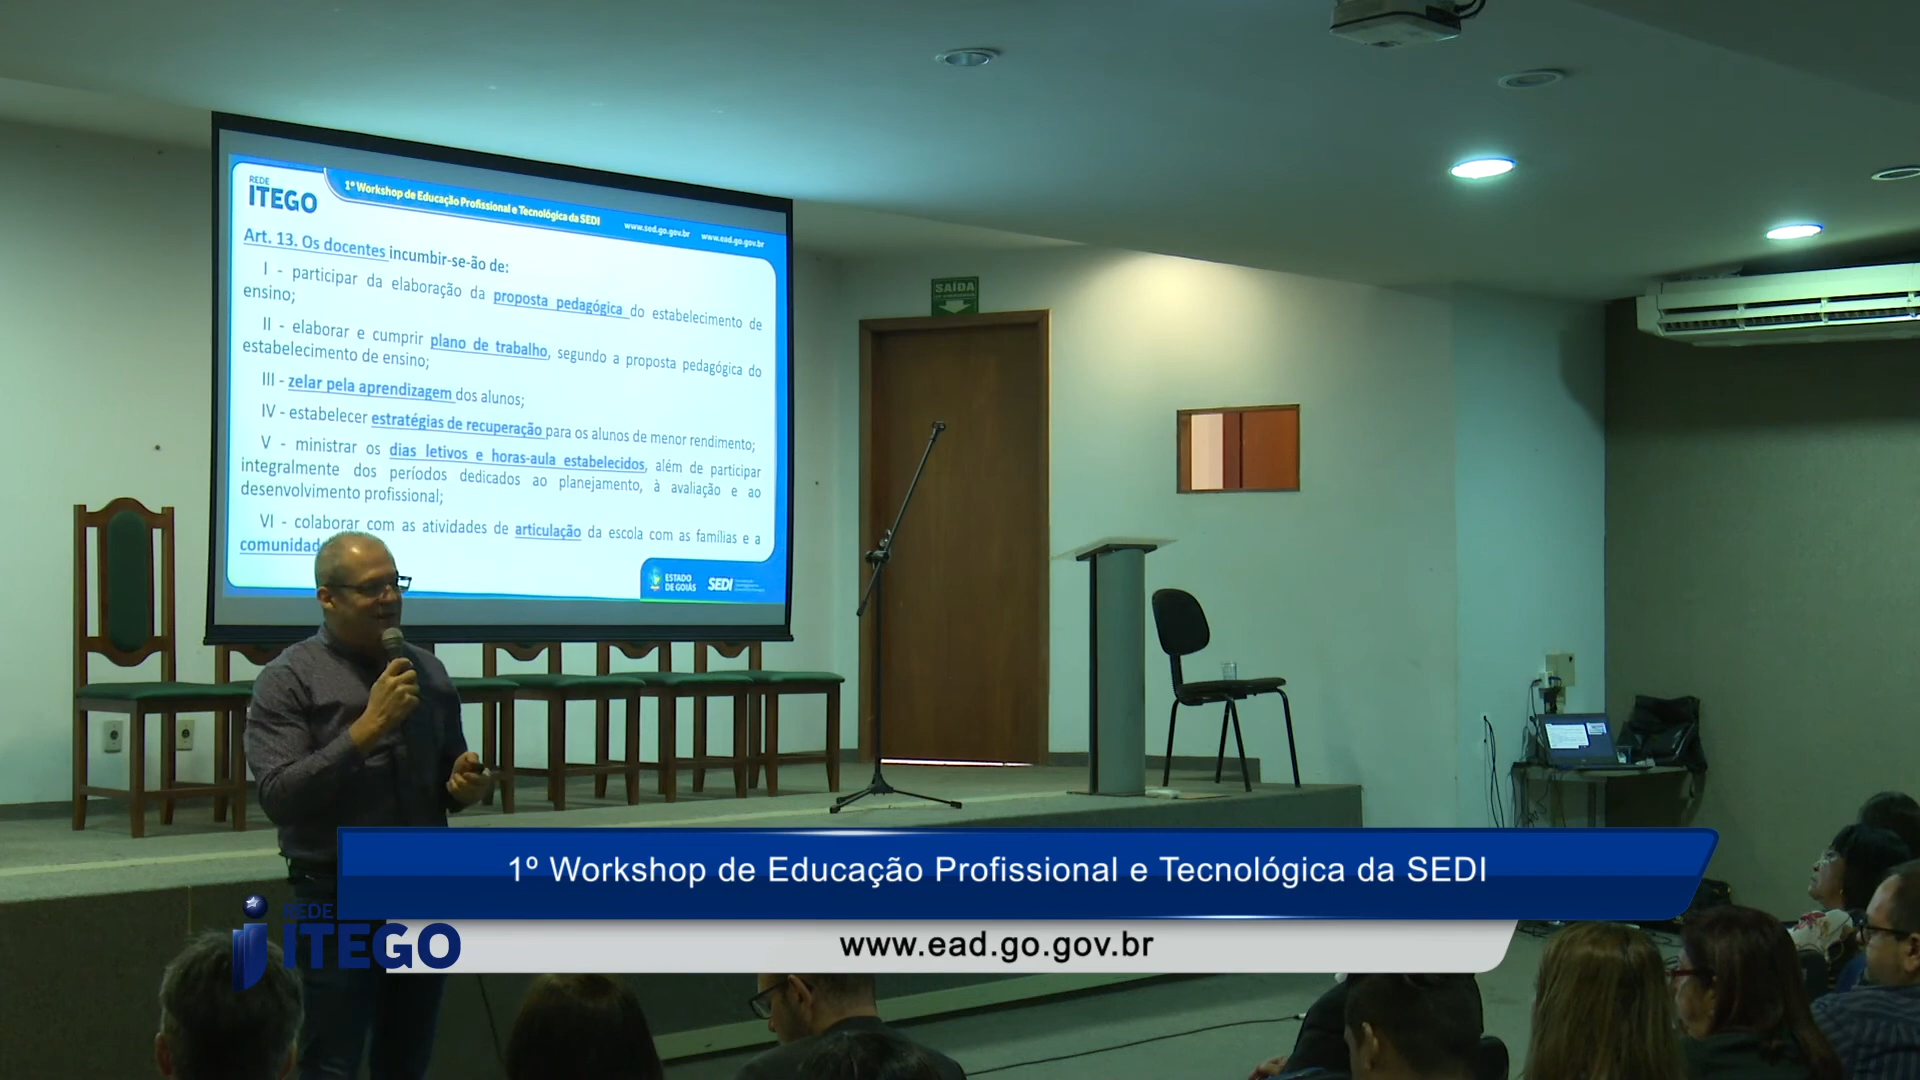 REDE
ITEGO
1º Workshop de Educação Profissional e Tecnológica da SEDI
www.sed.go.gov.br www.ead.go.gov.br
Art. 13. Os docentes incumbir-se-ão de:
I - participar da elaboração da proposta pedagógica do estabelecimento de
ensino;
II - elaborar e cumprir plano de trabalho, segundo a proposta pedagógica do
estabelecimento de ensino;
III - zelar pela aprendizagem dos alunos;
IV - estabelecer estratégias de recuperação para os alunos de menor rendimento;
V - ministrar os dias letivos e horas-aula estabelecidos, além de participar
integralmente dos períodos dedicados ao planejamento, à avaliação e ao
desenvolvimento profissional;
VI - colaborar com as atividades de articulação da escola com as famílias e a
comunidad
ESTADO
DE GOIÁS
SEDI
SAÍDA
1º Workshop de Educação Profissional e Tecnológica da SEDI
REDE
ITEGO
www.ead.go.gov.br